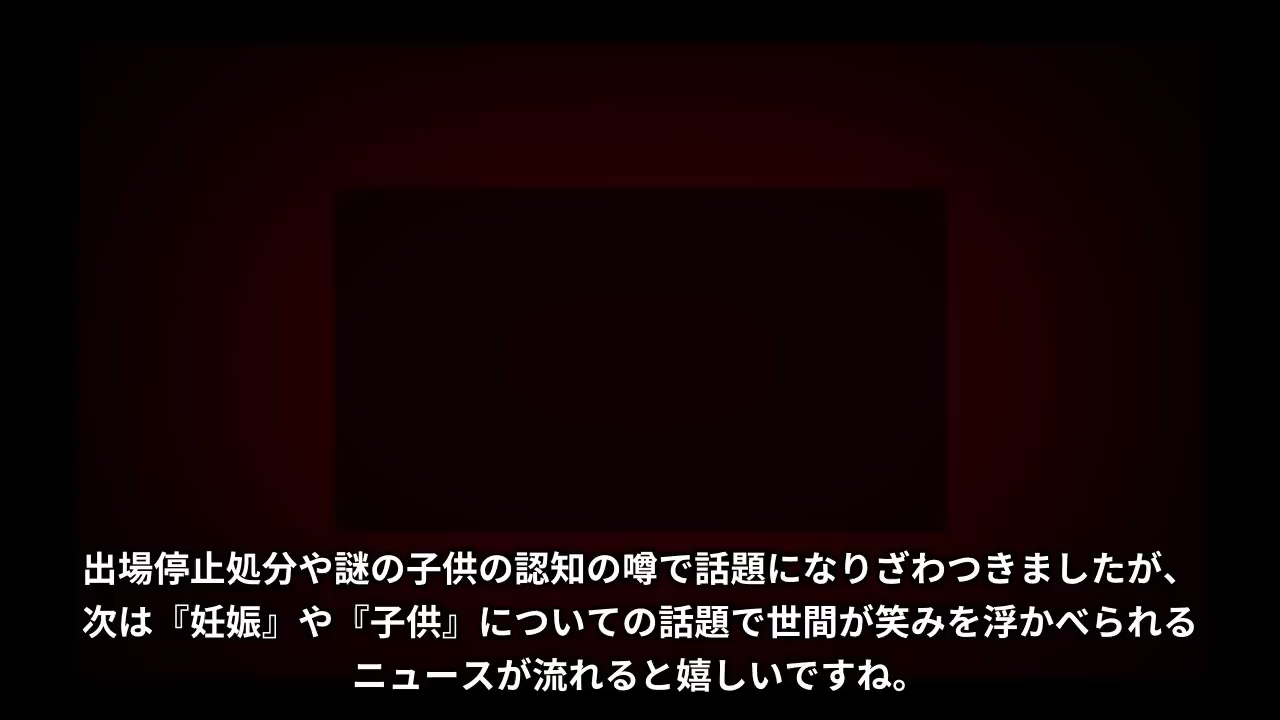 出場停止処分や謎の子供の認知の噂で話題になりざわつきましたが、
次は『妊娠』や『子供』についての話題で世間が笑みを浮かべられる
ニュースが流れると嬉しいですね。